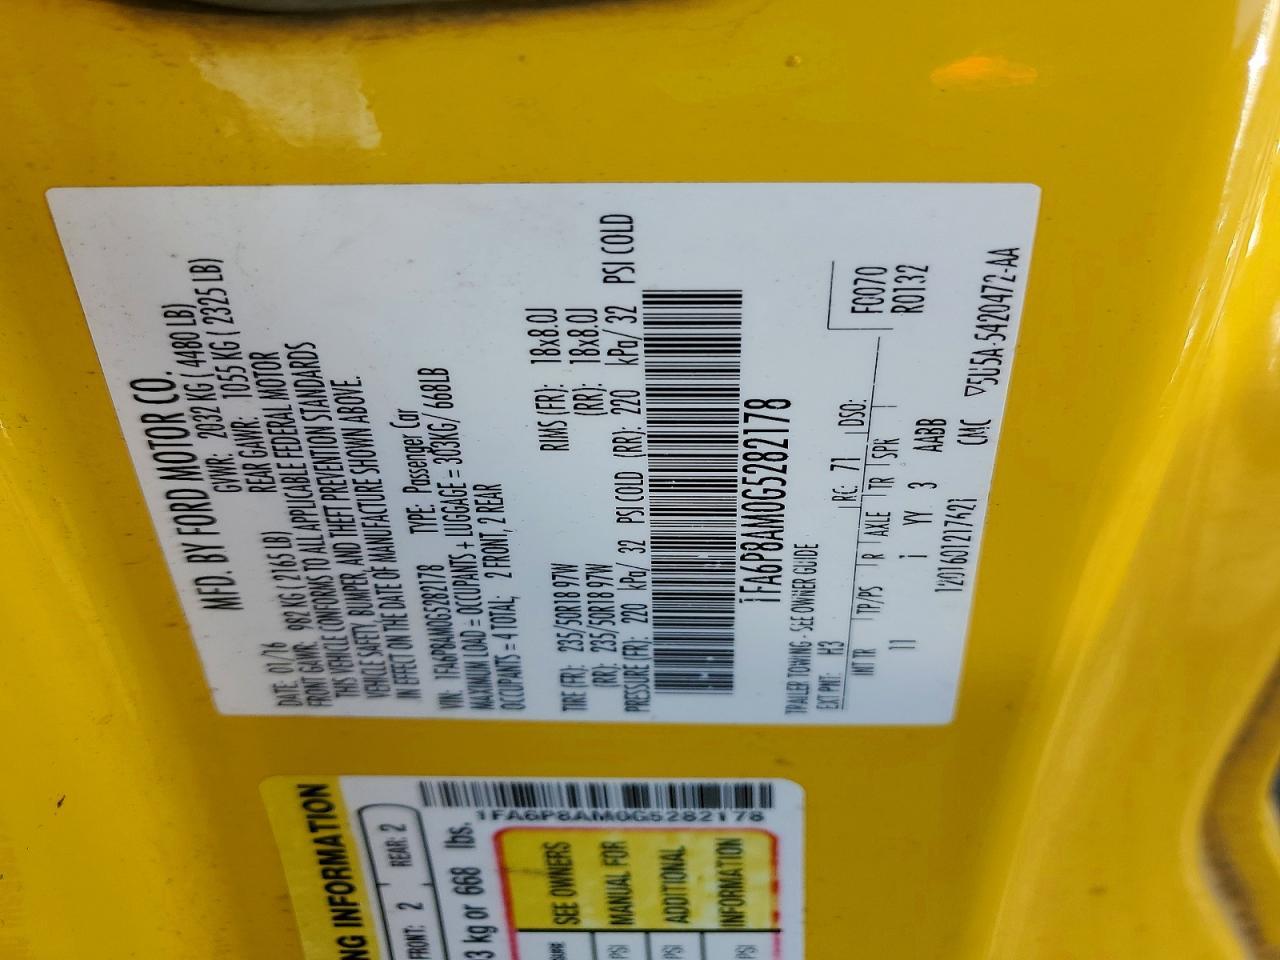 MFD. BY FORD MOTOR CO.
DATE: 01/16 GVWR: 2032 KG ( 4480 LB)
FRONT GAWR: 982 KG ( 2165 LB) REAR GAWR: 1055 KG ( 2325 LB)
THIS VEHICLE CONFORMS TO ALL APPLICABLE FEDERAL MOTOR
VEHICLE SAFETY, BUMPER, AND THEFT PREVENTION STANDARDS
IN EFFECT ON THE DATE OF MANUFACTURE SHOWN ABOVE.
VIN: 1FA6P8AM0G5282178 TYPE: Passenger Car
MAXIMUM LOAD = OCCUPANTS + LUGGAGE = 303KG/ 668LB
OCCUPANTS = 4 TOTAL; 2 FRONT, 2 REAR
TIRE (FR): 235/50R18 97W RIMS (FR): 18x8.0J
(RR): 235/50R18 97W (RR): 18x8.0J
PRESSURE (FR): 220 kPa/ 32 PSI COLD (RR): 220 kPa/ 32 PSI COLD
1FA6P8AM0G5282178
TRAILER TOWING - SEE OWNER GUIDE
EXT PNT: H3 RC: 71 DSO: F0070
R0132
INT TR TP/PS R AXLE TR SPR
11 i YY 3 AABB
120160121742i CMC ▽5U5A-5420472-AA
NG INFORMATION
FRONT: 2 REAR: 2
3 kg or 668 lbs.
1FA6P8AM0G5282178
SEE OWNERS
MANUAL FOR
ADDITIONAL
INFORMATION
PSI
PSI
PSI